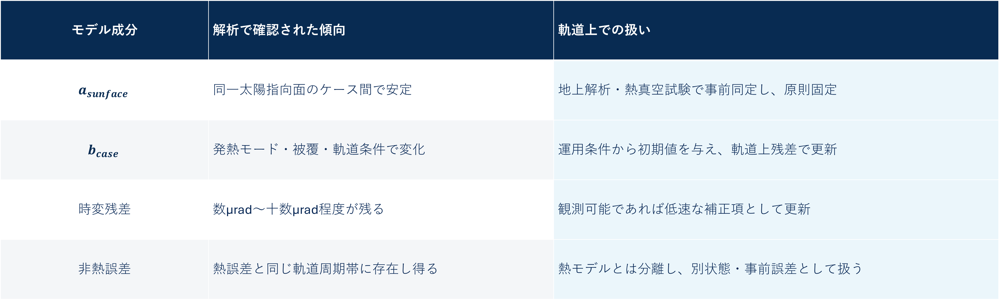 モデル成分 解析で確認された傾向 軌道上での扱い
a_sunface 同一太陽指向面のケース間で安定 地上解析・熱真空試験で事前同定し、原則固定
b_case 発熱モード・被覆・軌道条件で変化 運用条件から初期値を与え、軌道上残差で更新
時変残差 数μrad～十数μrad程度が残る 観測可能であれば低速な補正項として更新
非熱誤差 熱誤差と同じ軌道周期帯に存在し得る 熱モデルとは分離し、別状態・事前誤差として扱う